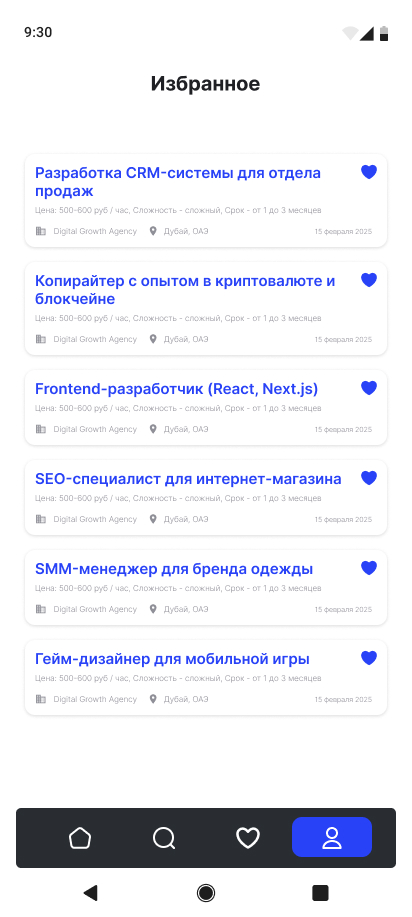 9:30
Избранное
Разработка CRM-системы для отдела
продаж
Цена: 500-600 руб / час, Сложность - сложный, Срок - от 1 до 3 месяцев
Digital Growth Agency Дубай, ОАЭ 15 февраля 2025
Копирайтер с опытом в криптовалюте и
блокчейне
Цена: 500-600 руб / час, Сложность - сложный, Срок - от 1 до 3 месяцев
Digital Growth Agency Дубай, ОАЭ 15 февраля 2025
Frontend-разработчик (React, Next.js)
Цена: 500-600 руб / час, Сложность - сложный, Срок - от 1 до 3 месяцев
Digital Growth Agency Дубай, ОАЭ 15 февраля 2025
SEO-специалист для интернет-магазина
Цена: 500-600 руб / час, Сложность - сложный, Срок - от 1 до 3 месяцев
Digital Growth Agency Дубай, ОАЭ 15 февраля 2025
SMM-менеджер для бренда одежды
Цена: 500-600 руб / час, Сложность - сложный, Срок - от 1 до 3 месяцев
Digital Growth Agency Дубай, ОАЭ 15 февраля 2025
Гейм-дизайнер для мобильной игры
Цена: 500-600 руб / час, Сложность - сложный, Срок - от 1 до 3 месяцев
Digital Growth Agency Дубай, ОАЭ 15 февраля 2025